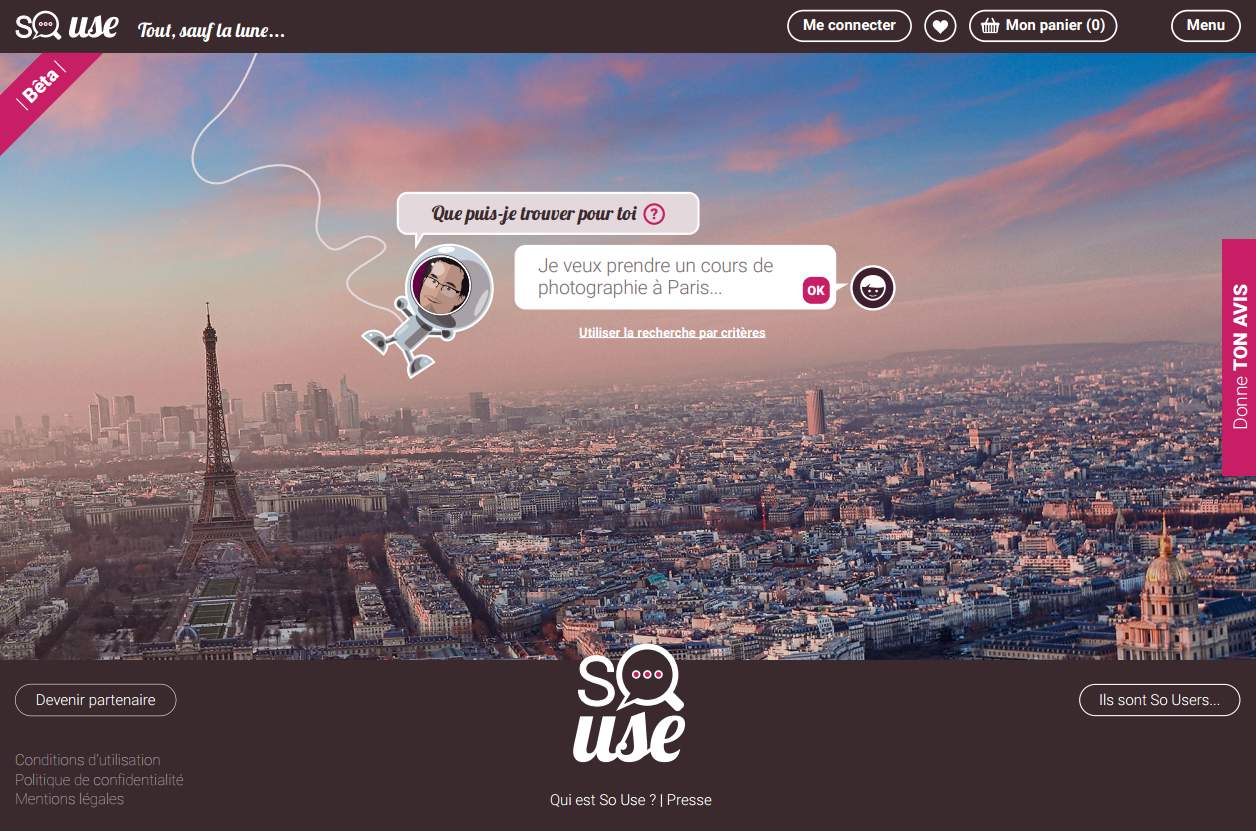 So use
Tout, sauf la lune...
Me connecter
Mon panier (0)
Menu
| Bêta |
Que puis-je trouver pour toi ?
Je veux prendre un cours de
photographie à Paris...
OK
Utiliser la recherche par critères
Donne TON AVIS
So
use
Devenir partenaire
Ils sont So Users...
Conditions d'utilisation
Politique de confidentialité
Mentions légales
Qui est So Use ? | Presse